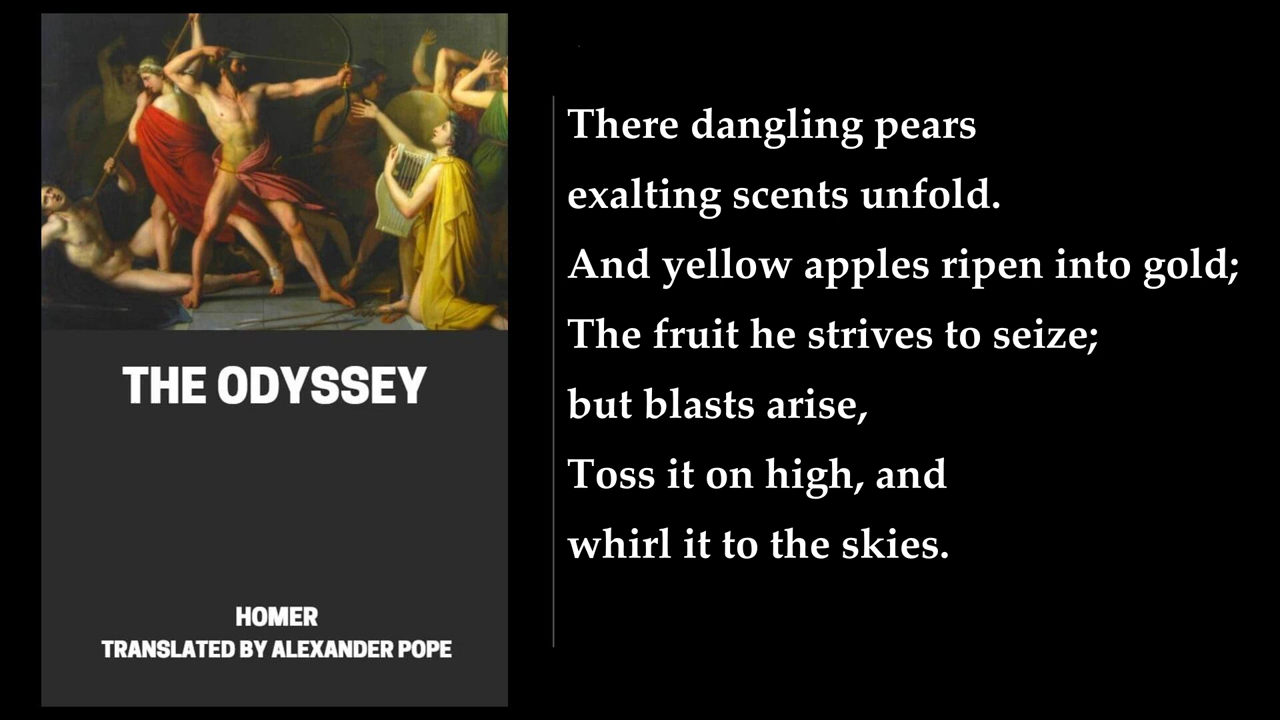 THE ODYSSEY
HOMER
TRANSLATED BY ALEXANDER POPE
There dangling pears
exalting scents unfold.
And yellow apples ripen into gold;
The fruit he strives to seize;
but blasts arise,
Toss it on high, and
whirl it to the skies.